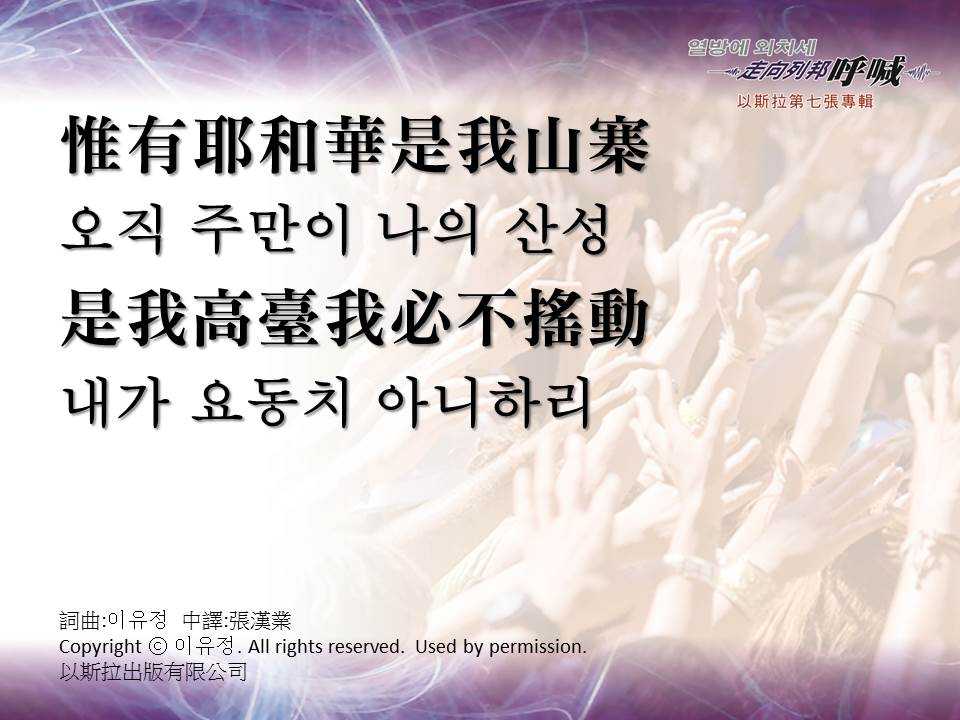 열방에 외치세
走向列邦呼喊
以斯拉第七張專輯
惟有耶和華是我山寨
오직 주만이 나의 산성
是我高臺我必不搖動
내가 요동치 아니하리
詞曲:이유정 中譯:張漢業
Copyright ⓒ 이유정. All rights reserved. Used by permission.
以斯拉出版有限公司